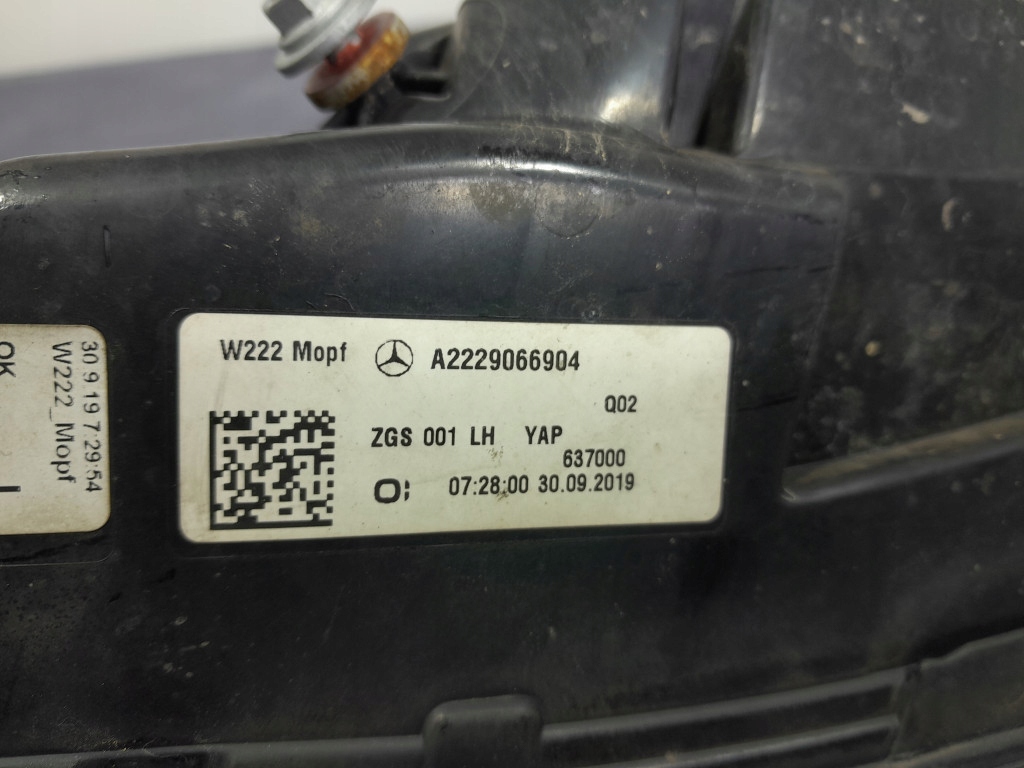 W222 Mopf A2229066904
Q02
ZGS 001 LH YAP
637000
07:28:00 30.09.2019
30 9 19 7 29:54
W222_Mopf
OK